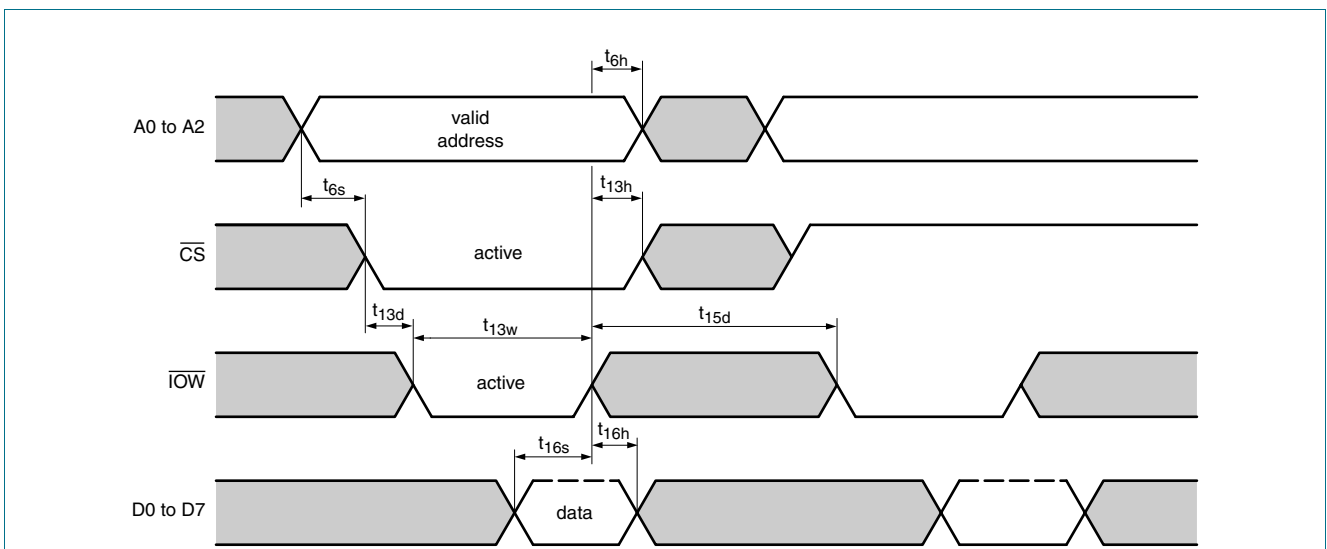 t6h
A0 to A2
valid
address
t6s
t13h
CS
active
t13d
t13w
t15d
IOW
active
t16s
t16h
D0 to D7
data